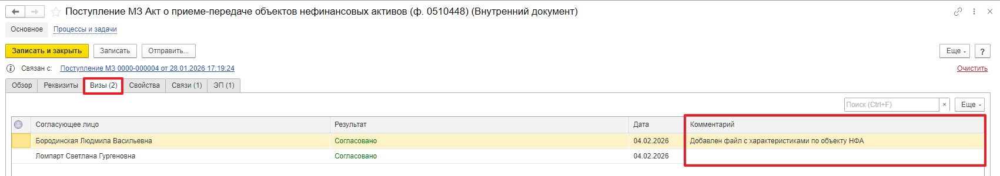 Поступление МЗ Акт о приеме-передаче объектов нефинансовых активов (ф. 0510448) (Внутренний документ)
Основное Процессы и задачи
Записать и закрыть Записать Отправить... Еще ?
Связан с: Поступление МЗ 0000-000004 от 28.01.2026 17:19:24 Очистить
Обзор Реквизиты Визы (2) Свойства Связи (1) ЭП (1)
Поиск (Ctrl+F) × Еще
Согласующее лицо Результат Дата Комментарий
Бородинская Людмила Васильевна Согласовано 04.02.2026 Добавлен файл с характеристиками по объекту НФА
Ломпарт Светлана Гургеновна Согласовано 04.02.2026